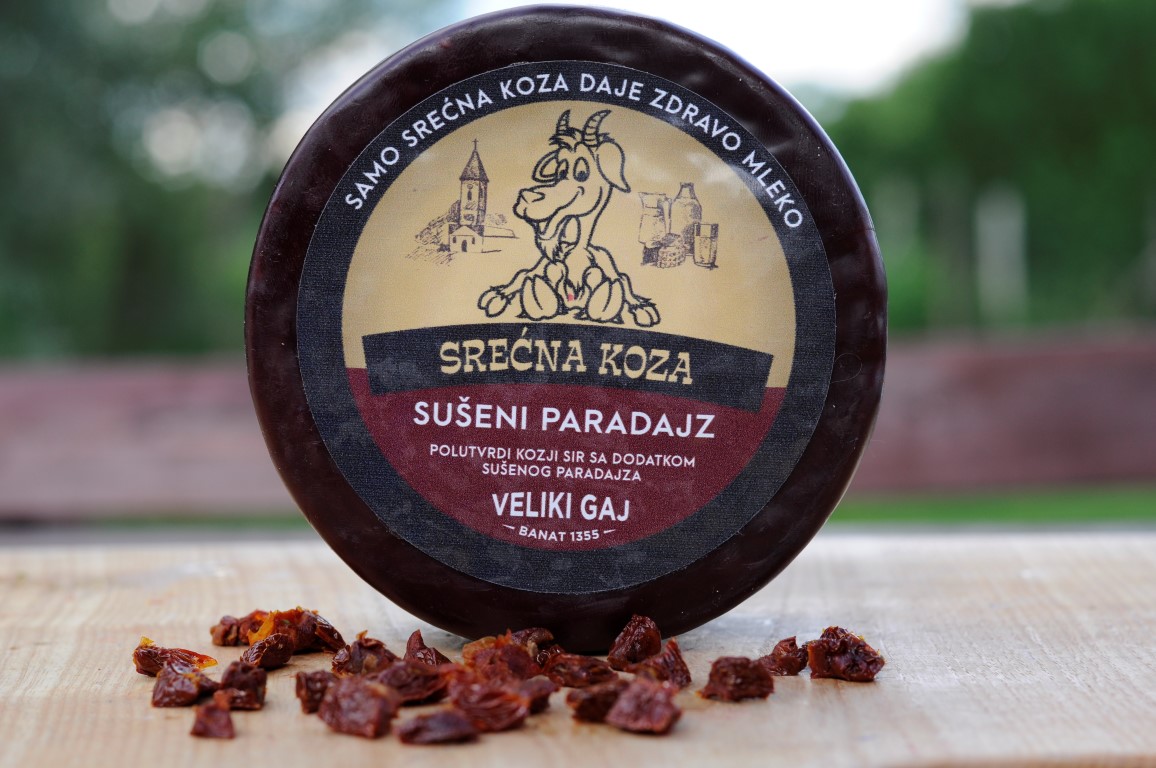 SAMO SREĆNA KOZA DAJE ZDRAVO MLEKO
SREĆNA KOZA
SUŠENI PARADAJZ
POLUTVRDI KOZJI SIR SA DODATKOM
SUŠENOG PARADAJZA
VELIKI GAJ
BANAT 1355